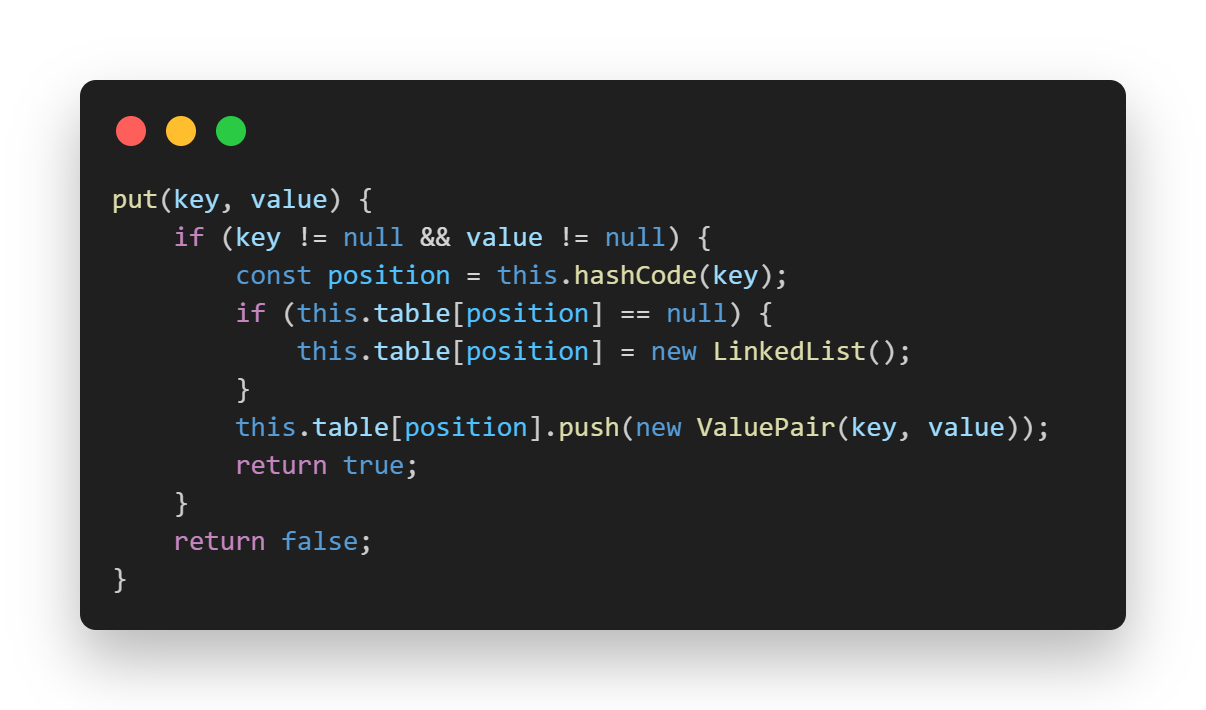 put(key, value) {
    if (key != null && value != null) {
        const position = this.hashCode(key);
        if (this.table[position] == null) {
            this.table[position] = new LinkedList();
        }
        this.table[position].push(new ValuePair(key, value));
        return true;
    }
    return false;
}